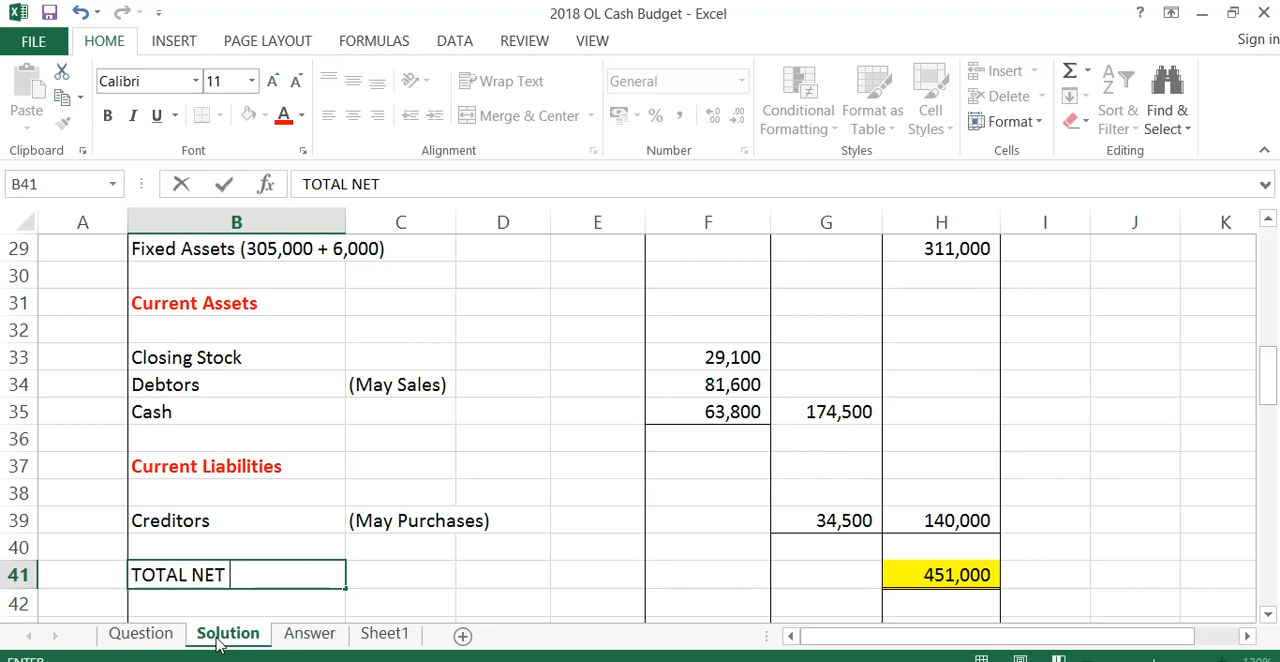 2018 OL Cash Budget - Excel
?
FILE HOME INSERT PAGE LAYOUT FORMULAS DATA REVIEW VIEW Sign in
Paste
Calibri 11 A A
B I U A
Wrap Text
Merge & Center
General
% ,
Conditional Formatting
Format as Table
Cell Styles
Insert
Delete
Format
Sort & Filter
Find & Select
Clipboard Font Alignment Number Styles Cells Editing
B41 fx TOTAL NET
A B C D E F G H I J K
29 Fixed Assets (305,000 + 6,000) 311,000
30
31 Current Assets
32
33 Closing Stock 29,100
34 Debtors (May Sales) 81,600
35 Cash 63,800 174,500
36
37 Current Liabilities
38
39 Creditors (May Purchases) 34,500 140,000
40
41 TOTAL NET 451,000
42
Question Solution Answer Sheet1